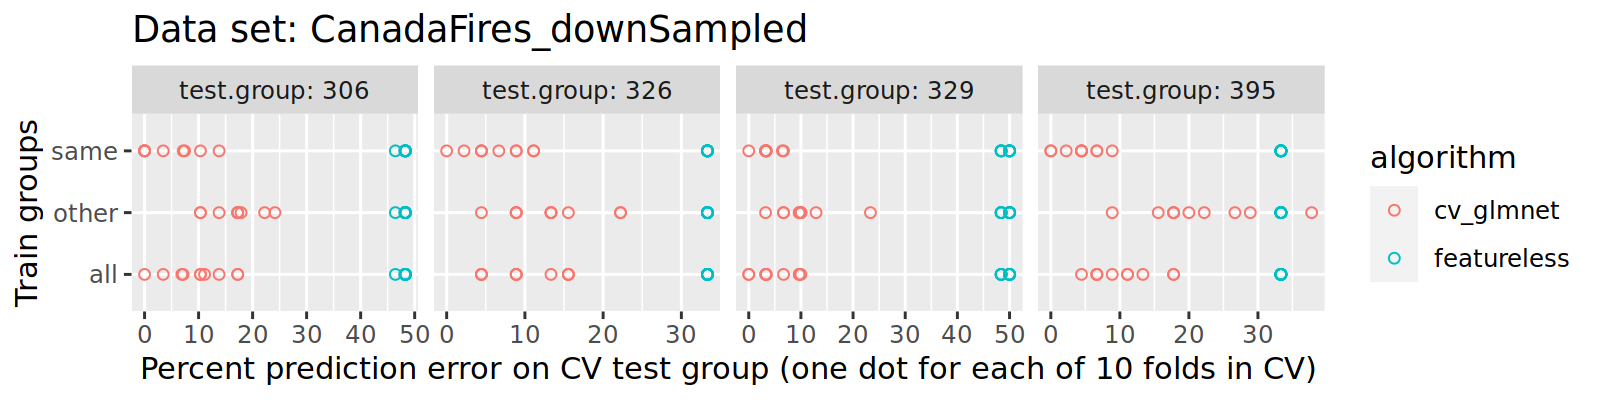 Data set: CanadaFires_downSampled
test.group: 306
test.group: 326
test.group: 329
test.group: 395
Train groups
same
other
all
0 10 20 30 40 50
0 10 20 30
0 10 20 30 40 50
0 10 20 30
Percent prediction error on CV test group (one dot for each of 10 folds in CV)
algorithm
cv_glmnet
featureless